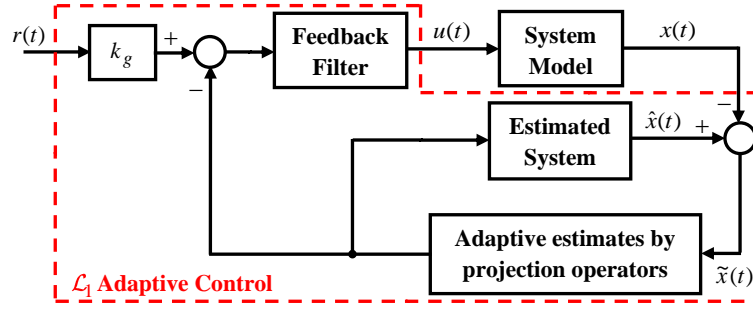 r(t)
k_g
+
−
Feedback
Filter
u(t)
System
Model
x(t)
−
Estimated
System
x̂(t)
+
Adaptive estimates by
projection operators
x̃(t)
ℒ₁ Adaptive Control